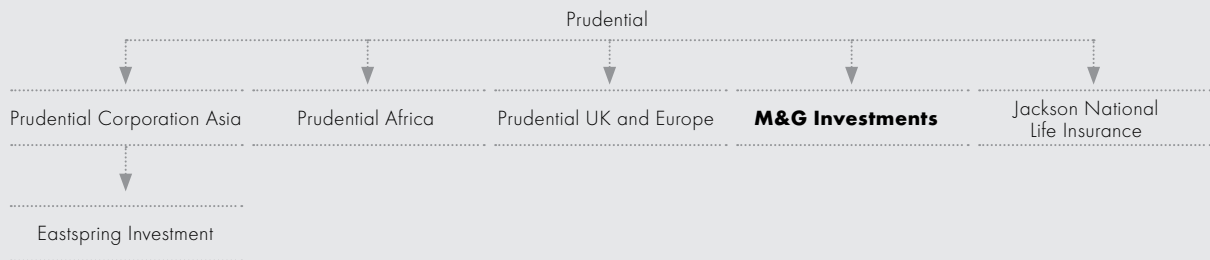 Prudential
Prudential Corporation Asia
Prudential Africa
Prudential UK and Europe
M&G Investments
Jackson National
Life Insurance
Eastspring Investment